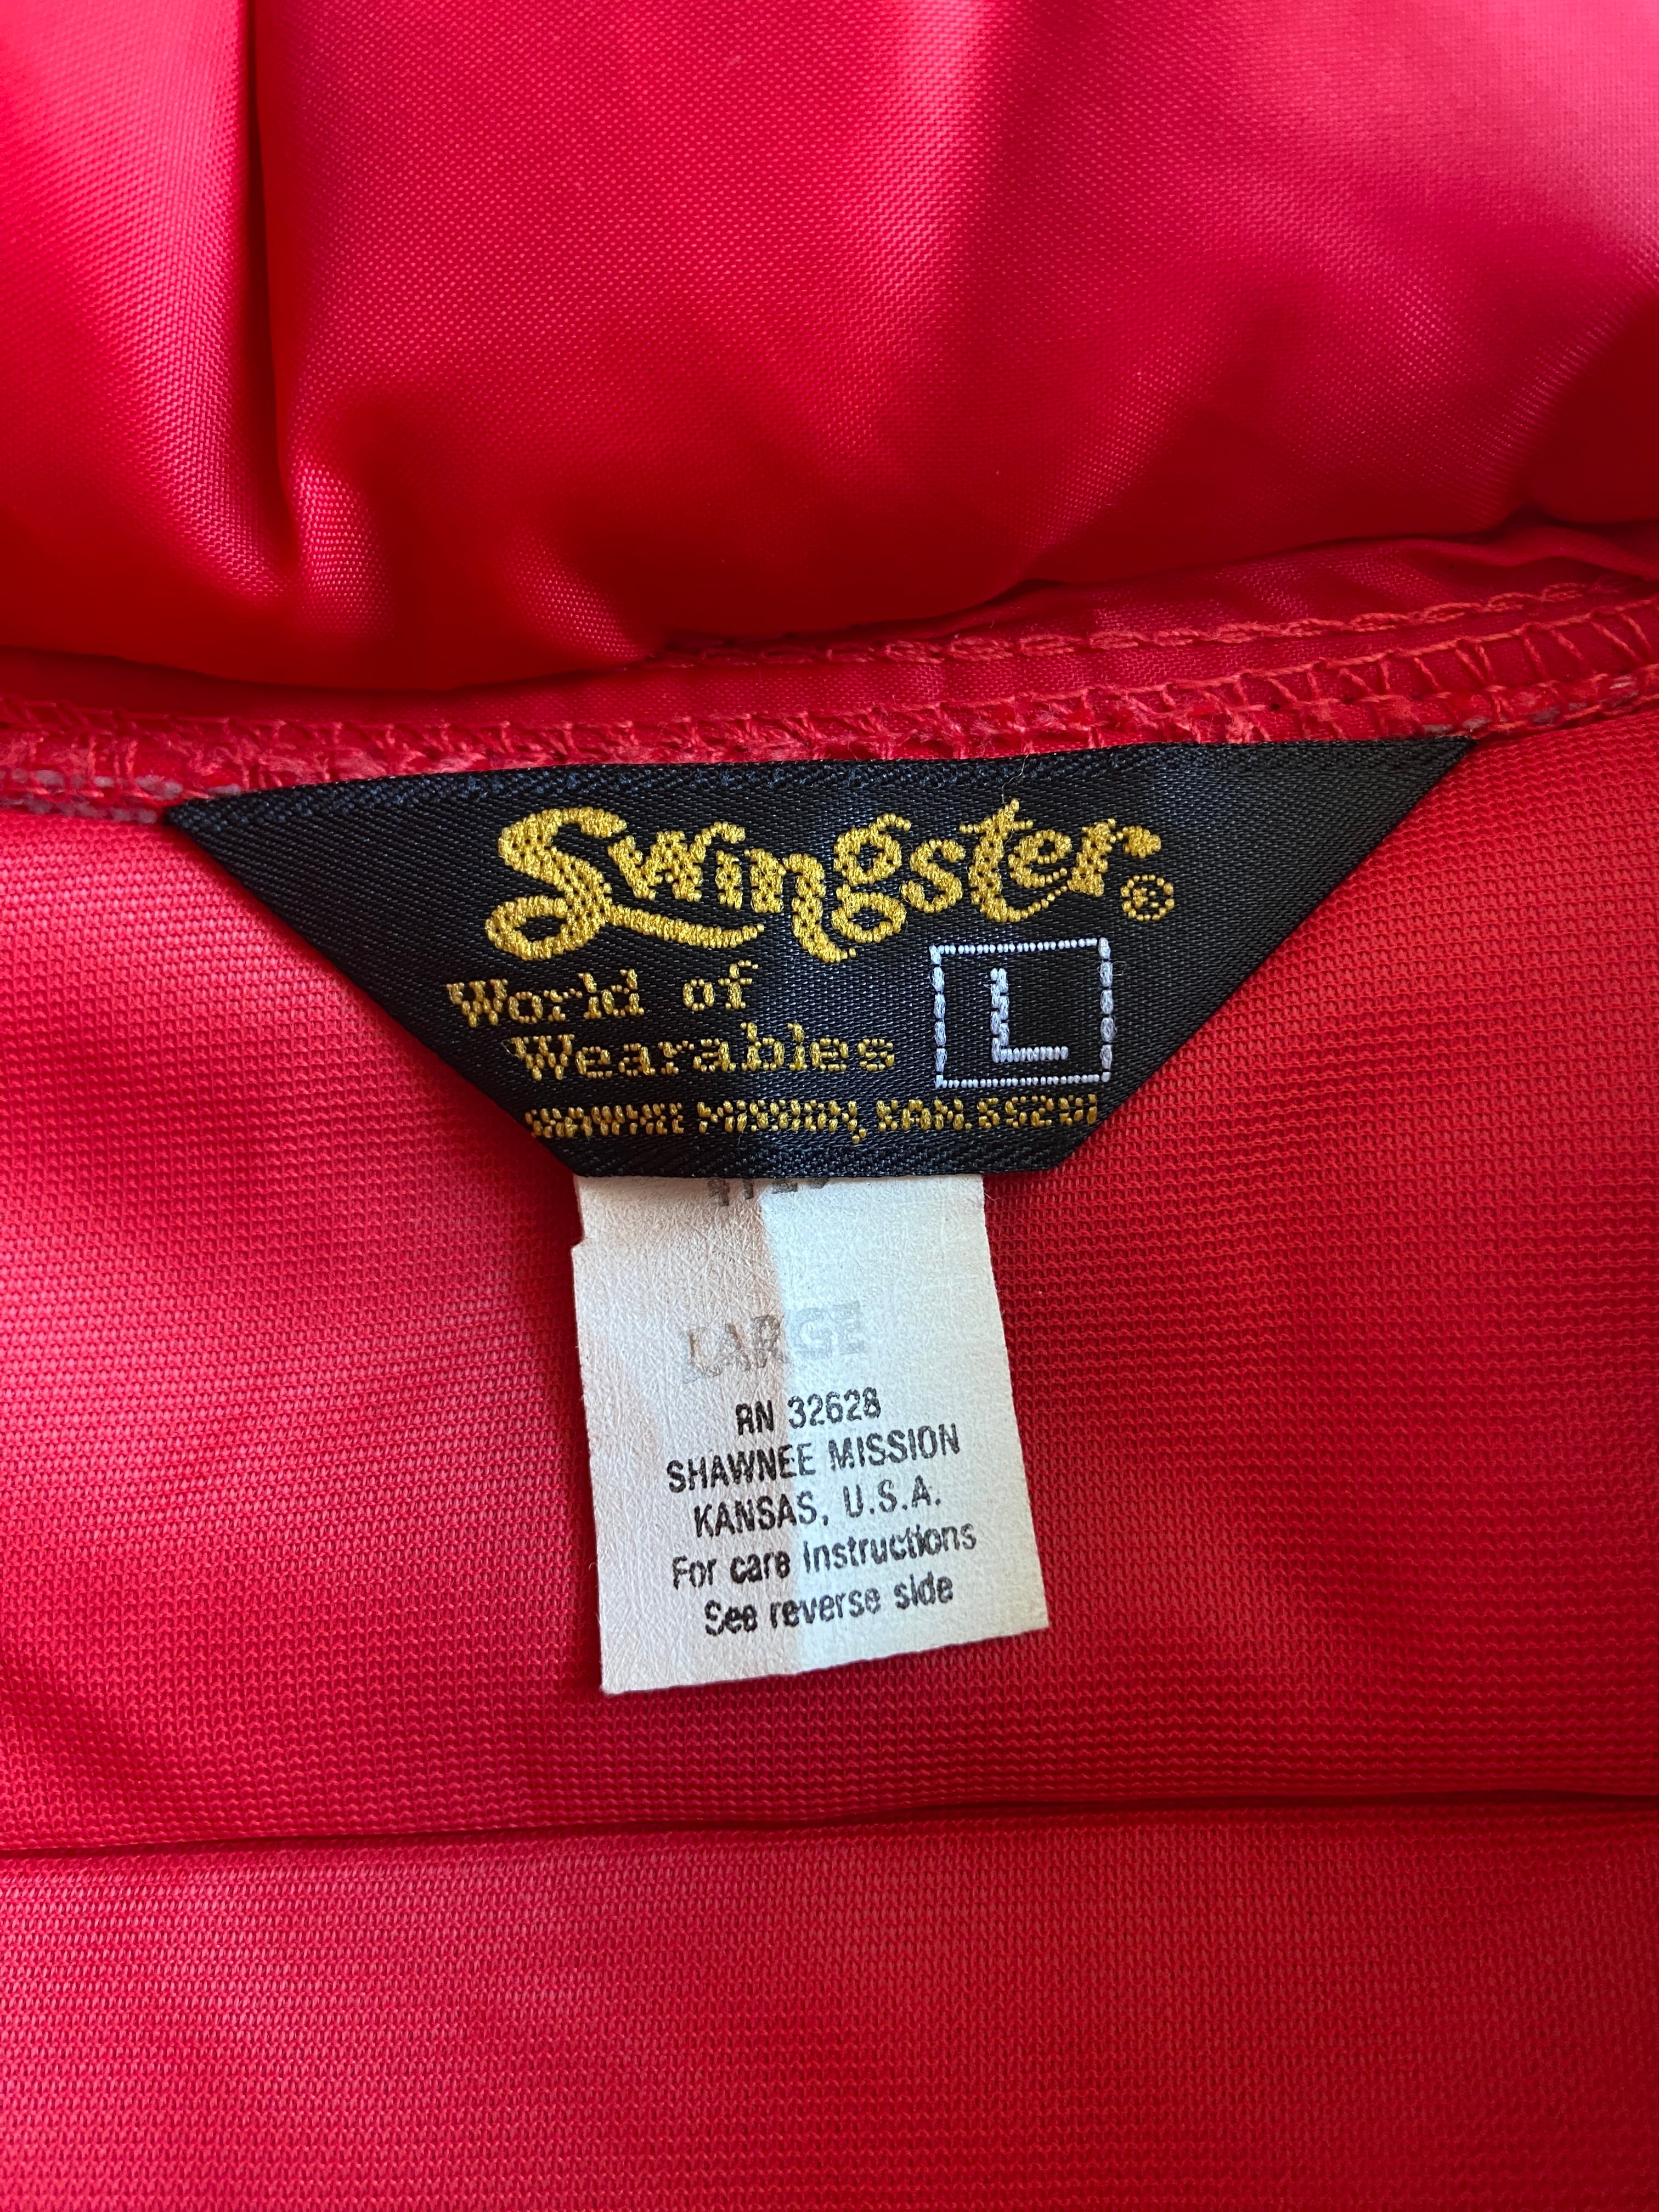 Swingster®
World of
Wearables
L
SHAWNEE MISSION, KAN. 66201
LARGE
RN 32628
SHAWNEE MISSION
KANSAS, U.S.A.
For care instructions
See reverse side